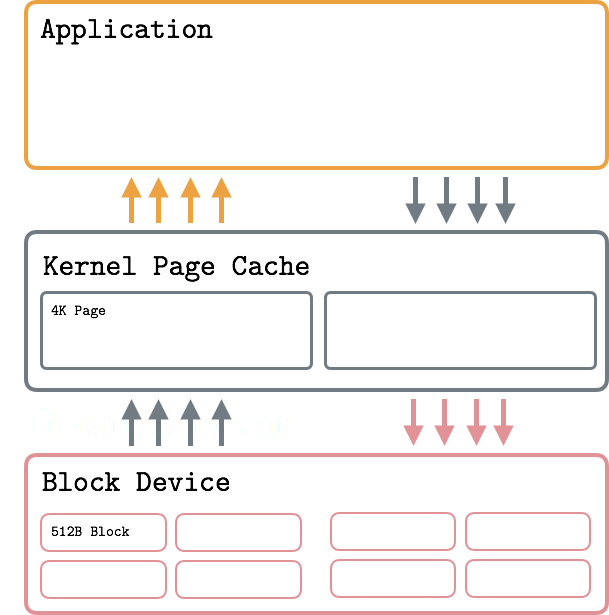 Application
Kernel Page Cache
4K Page
Block Device
512B Block